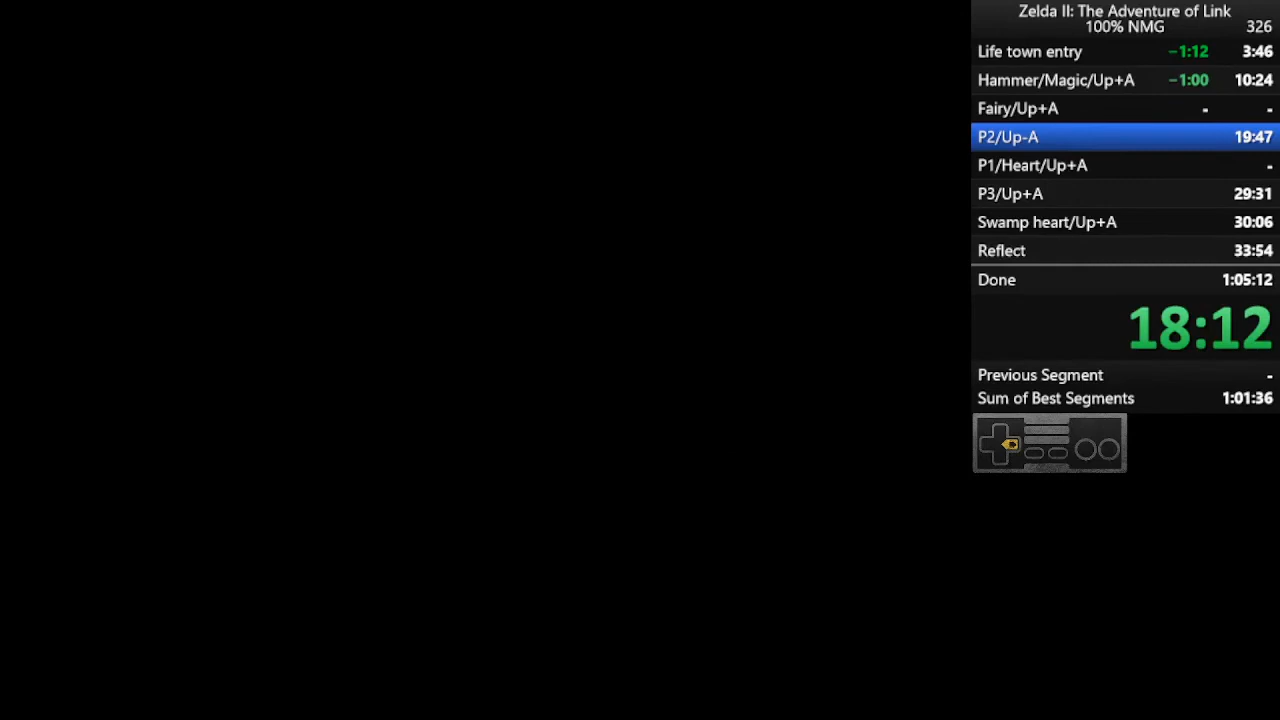 Zelda II: The Adventure of Link
100% NMG 326
Life town entry −1:12 3:46
Hammer/Magic/Up+A −1:00 10:24
Fairy/Up+A - -
P2/Up-A 19:47
P1/Heart/Up+A -
P3/Up+A 29:31
Swamp heart/Up+A 30:06
Reflect 33:54
Done 1:05:12
18:12
Previous Segment -
Sum of Best Segments 1:01:36